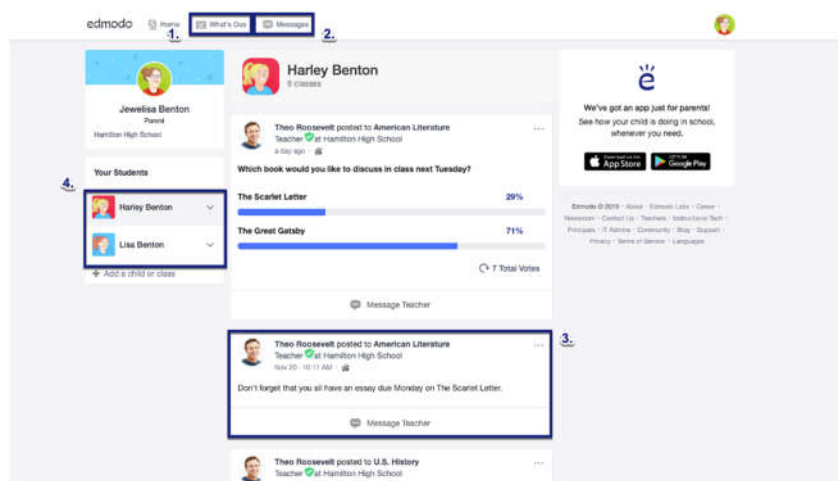 edmodo Home What's Due Messages
1. 2.
Jewelisa Benton
Parent
Hamilton High School
Your Students
4.
Harley Benton
Lisa Benton
+ Add a child or class
Harley Benton
5 classes
Theo Roosevelt posted to American Literature
Teacher at Hamilton High School
a day ago
Which book would you like to discuss in class next Tuesday?
The Scarlet Letter 29%
The Great Gatsby 71%
7 Total Votes
Message Teacher
3.
Theo Roosevelt posted to American Literature
Teacher at Hamilton High School
Nov 20 · 10:11 AM ·
Don't forget that you all have an essay due Monday on The Scarlet Letter.
Message Teacher
Theo Roosevelt posted to U.S. History
Teacher at Hamilton High School
ë
We've got an app just for parents!
See how your child is doing in school,
whenever you need.
Download on the App Store GET IT ON Google Play
Edmodo © 2015 · About · Edmodo Labs · Career ·
Newsroom · Contact Us · Teachers · Instructional Tech ·
Principals · IT Admins · Community · Blog · Support ·
Privacy · Terms of Service · Languages